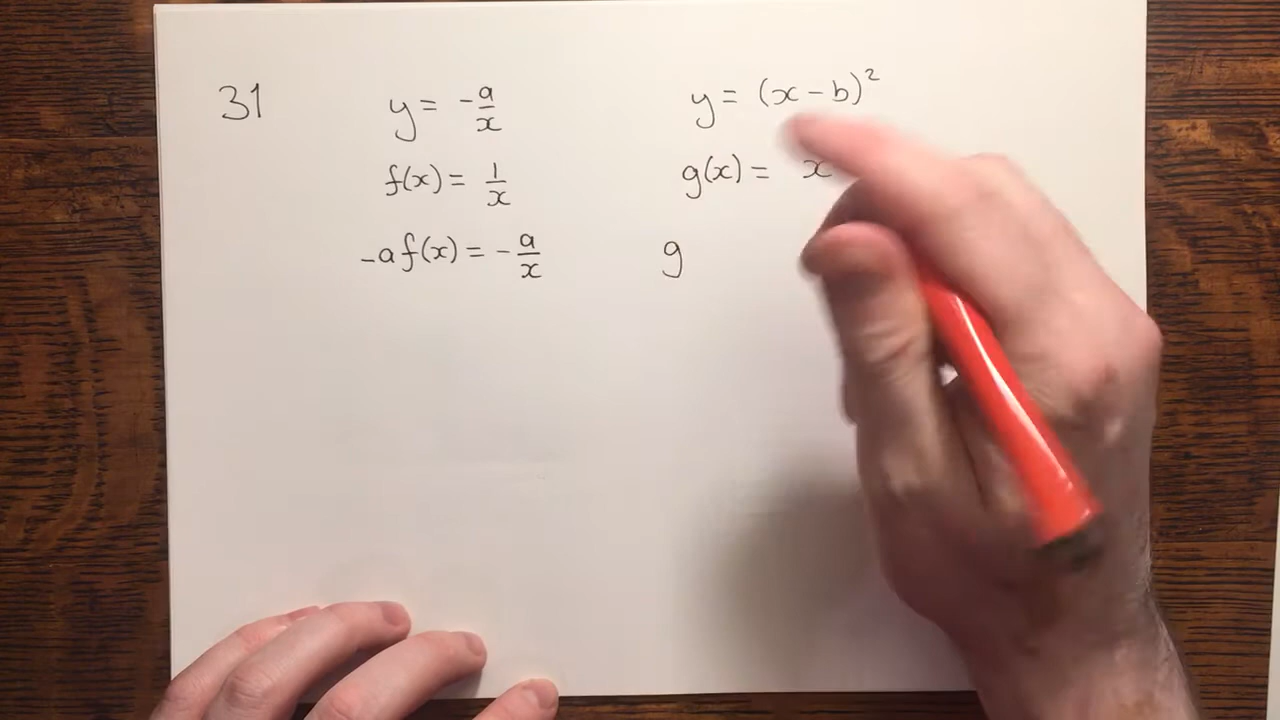 31
y = -a/x
y = (x-b)²
f(x) = 1/x
g(x) = x
-af(x) = -a/x
g